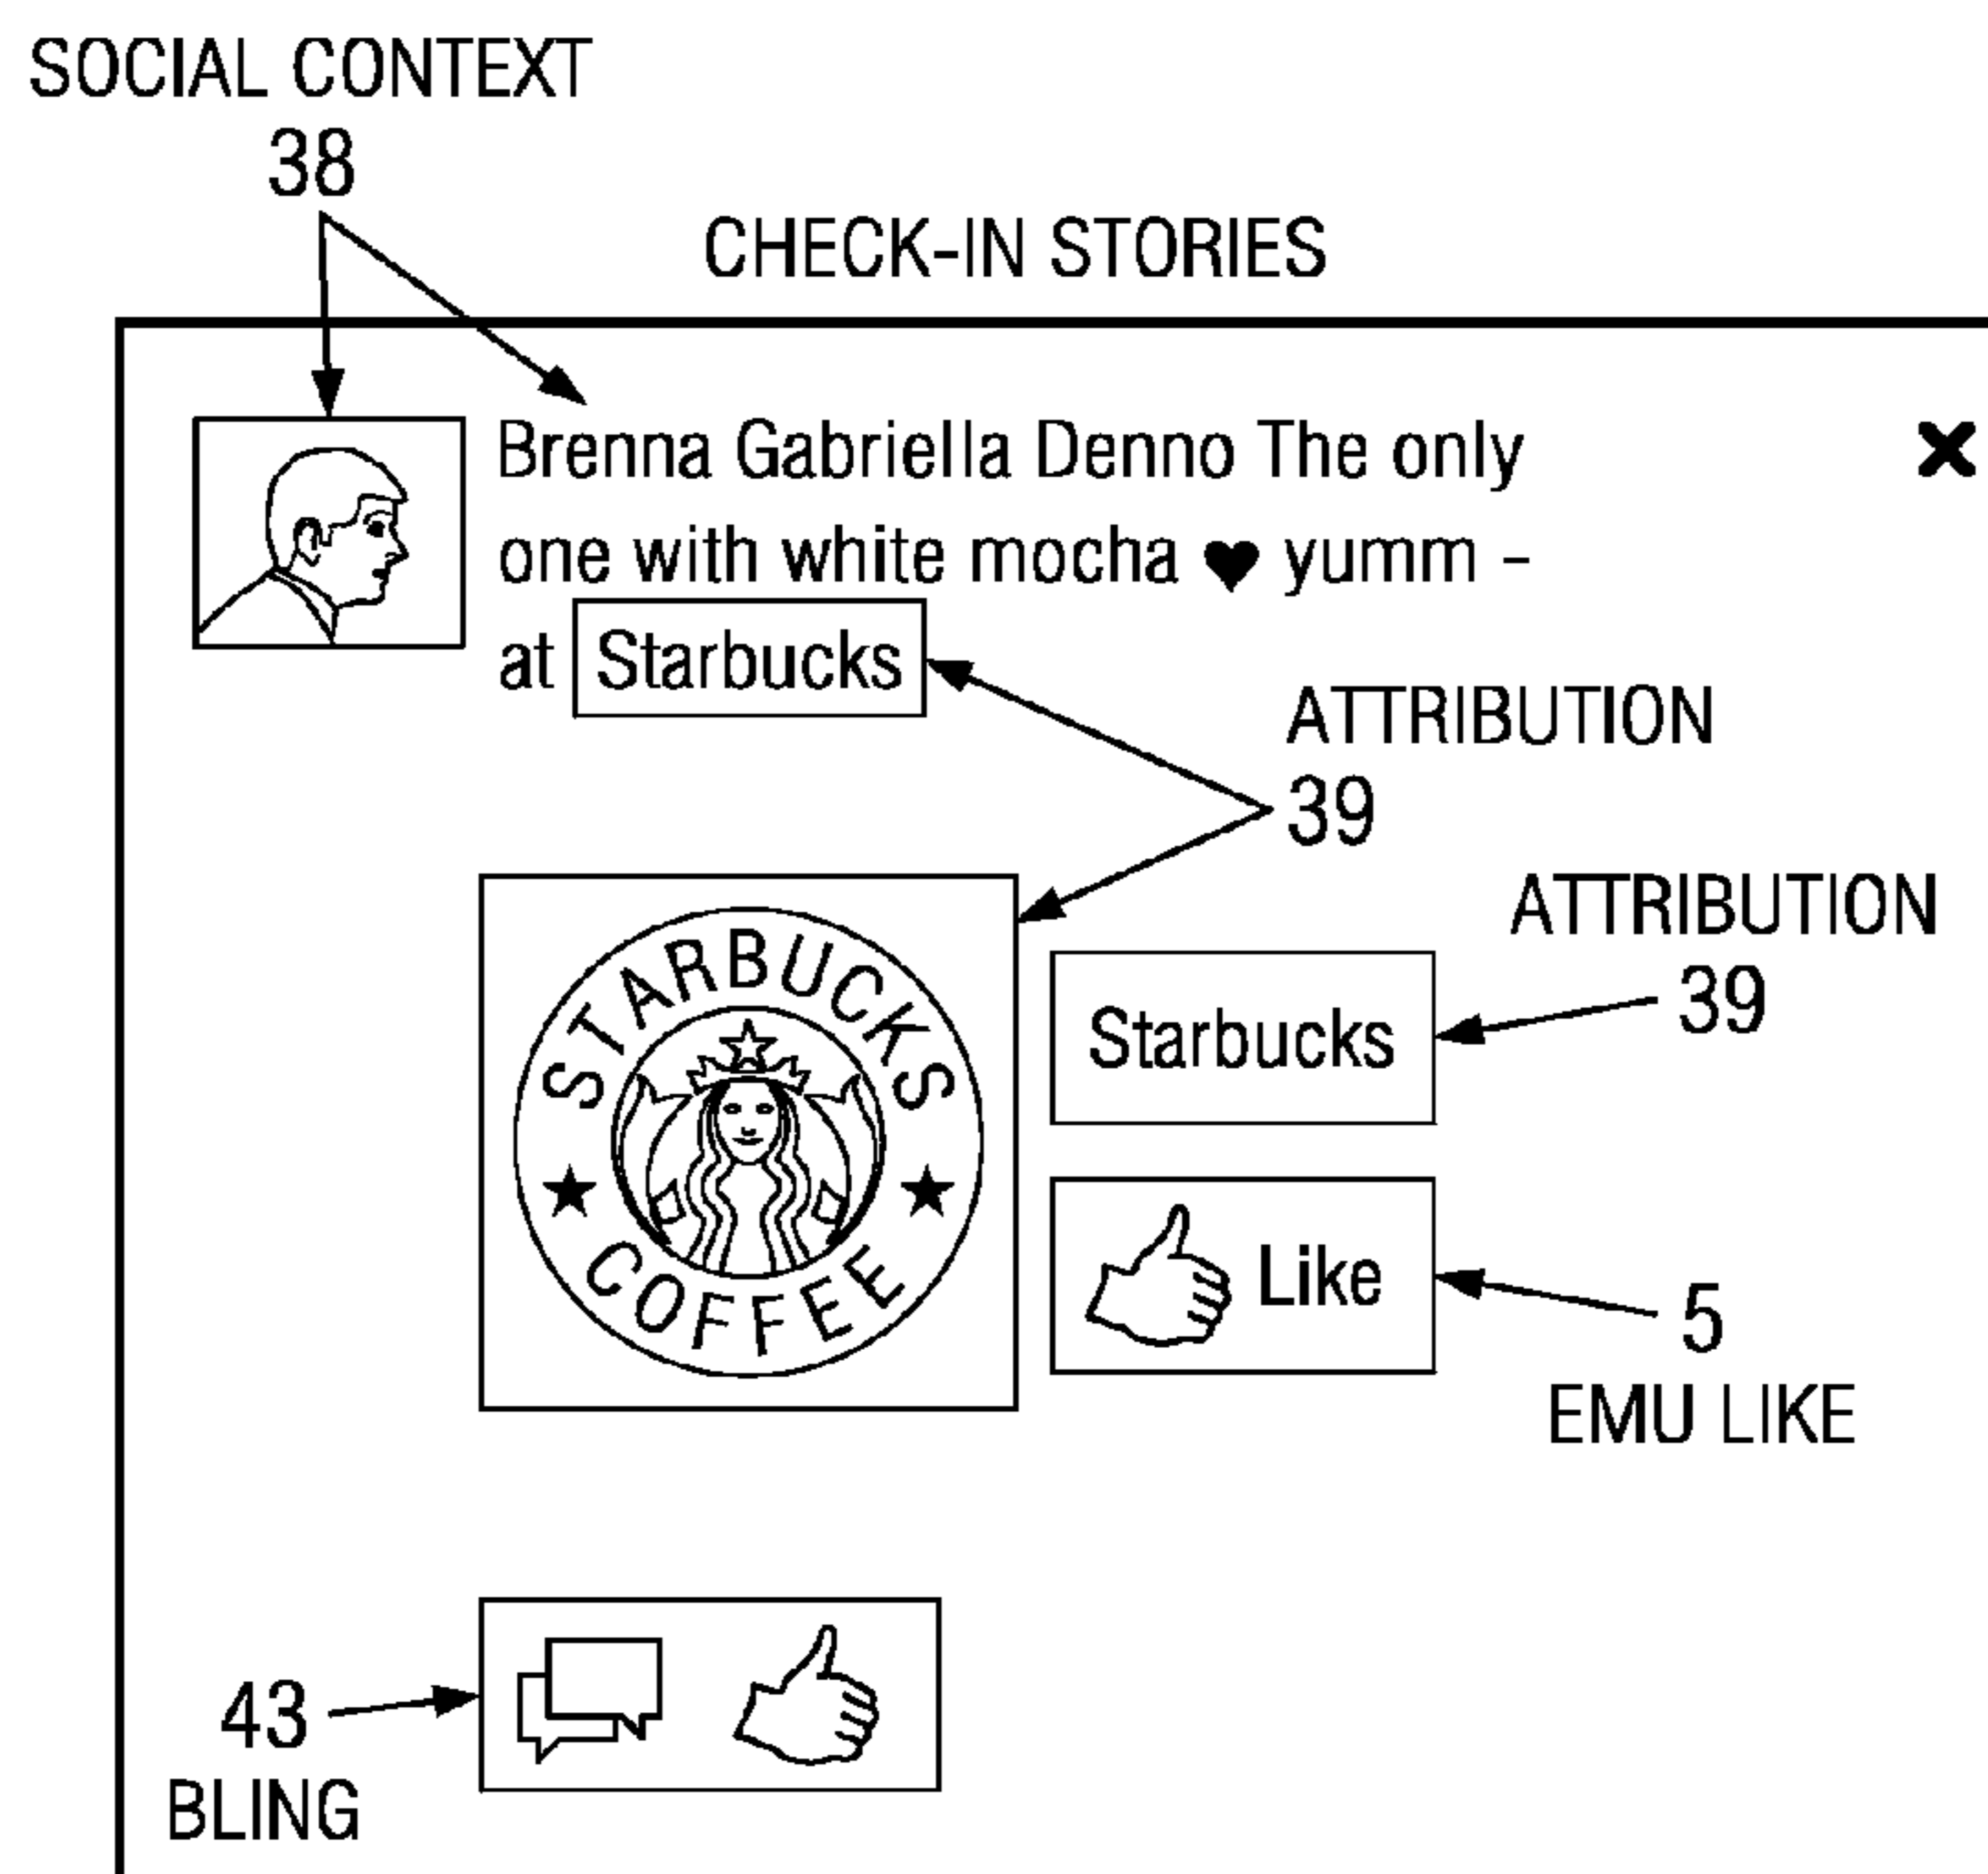 SOCIAL CONTEXT
38
CHECK-IN STORIES
Brenna Gabriella Denno The only
one with white mocha ♥ yumm -
at Starbucks
ATTRIBUTION
39
ATTRIBUTION
39
STARBUCKS
COFFEE
Starbucks
Like
5
EMU LIKE
43
BLING